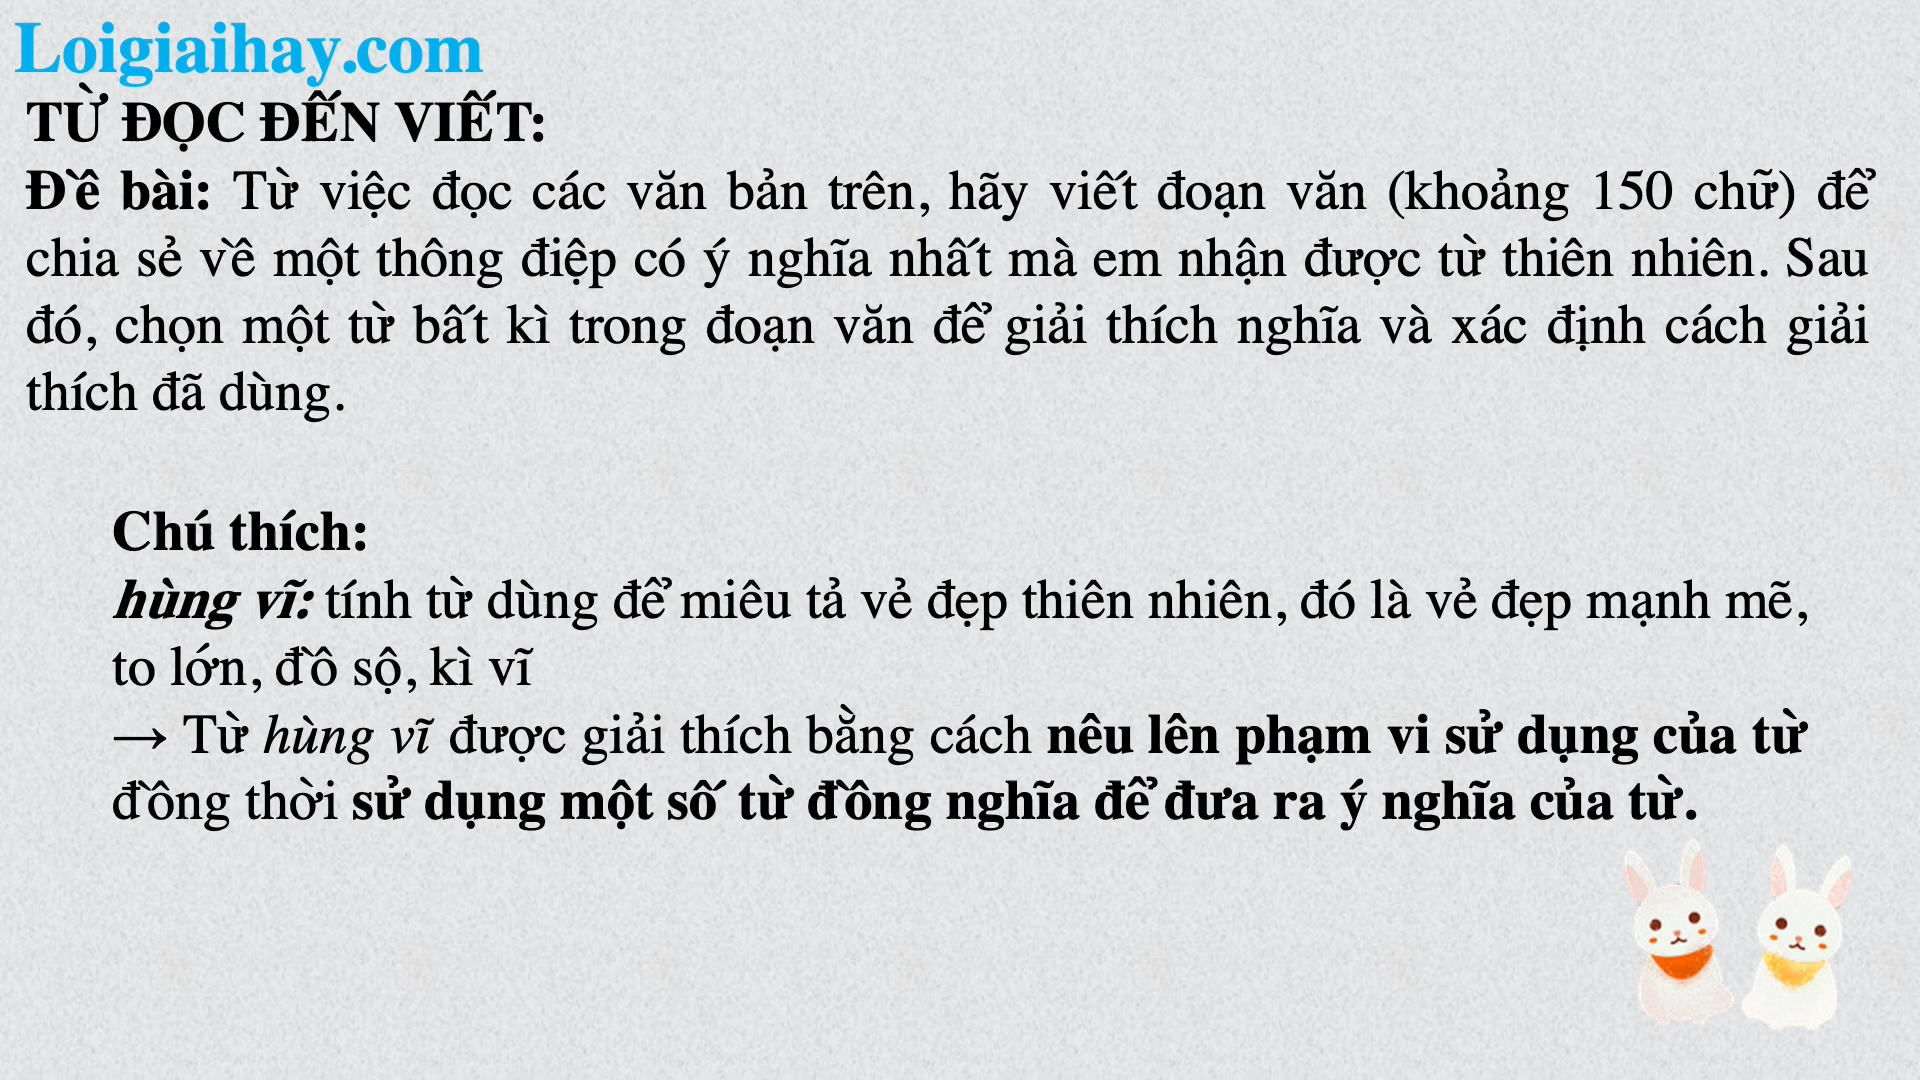 Loigiaihay.com
TỪ ĐỌC ĐẾN VIẾT:
Đề bài: Từ việc đọc các văn bản trên, hãy viết đoạn văn (khoảng 150 chữ) để
chia sẻ về một thông điệp có ý nghĩa nhất mà em nhận được từ thiên nhiên. Sau
đó, chọn một từ bất kì trong đoạn văn để giải thích nghĩa và xác định cách giải
thích đã dùng.
Chú thích:
hùng vĩ: tính từ dùng để miêu tả vẻ đẹp thiên nhiên, đó là vẻ đẹp mạnh mẽ,
to lớn, đồ sộ, kì vĩ
→ Từ hùng vĩ được giải thích bằng cách nêu lên phạm vi sử dụng của từ
đồng thời sử dụng một số từ đồng nghĩa để đưa ra ý nghĩa của từ.